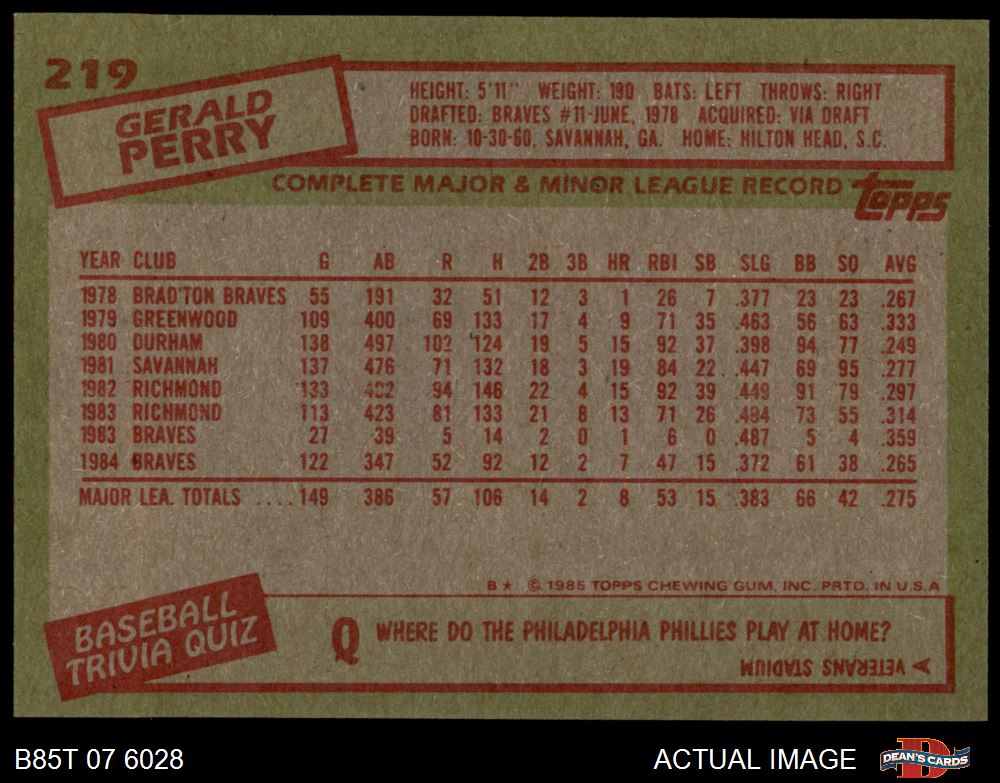 219
GERALD
PERRY
HEIGHT: 5'11" WEIGHT: 190 BATS: LEFT THROWS: RIGHT
DRAFTED: BRAVES #11-JUNE, 1978 ACQUIRED: VIA DRAFT
BORN: 10-30-60, SAVANNAH, GA. HOME: HILTON HEAD, S.C.
COMPLETE MAJOR & MINOR LEAGUE RECORD topps
YEAR CLUB G AB R H 2B 3B HR RBI SB SLG BB SO AVG
1978 BRAD'TON BRAVES 55 191 32 51 12 3 1 26 7 .377 23 23 .267
1979 GREENWOOD 109 400 69 133 17 4 9 71 35 .463 56 63 .333
1980 DURHAM 138 497 102 124 19 5 15 92 37 .398 94 77 .249
1981 SAVANNAH 137 476 71 132 18 3 19 84 22 .447 69 95 .277
1982 RICHMOND 133 94 146 22 4 15 92 39 .449 91 79 .297
1983 RICHMOND 113 423 81 133 21 8 13 71 26 .494 73 55 .314
1983 BRAVES 27 39 5 14 2 0 1 6 0 .487 5 4 .359
1984 BRAVES 122 347 52 92 12 2 7 47 15 .372 61 38 .265
MAJOR LEA. TOTALS .... 149 386 57 106 14 2 8 53 15 .383 66 42 .275
B★ © 1985 TOPPS CHEWING GUM, INC. PRTD. IN U.S.A
BASEBALL
TRIVIA QUIZ
Q WHERE DO THE PHILADELPHIA PHILLIES PLAY AT HOME?
A VETERANS STADIUM
B85T 07 6028
ACTUAL IMAGE
D
DEAN'S CARDS